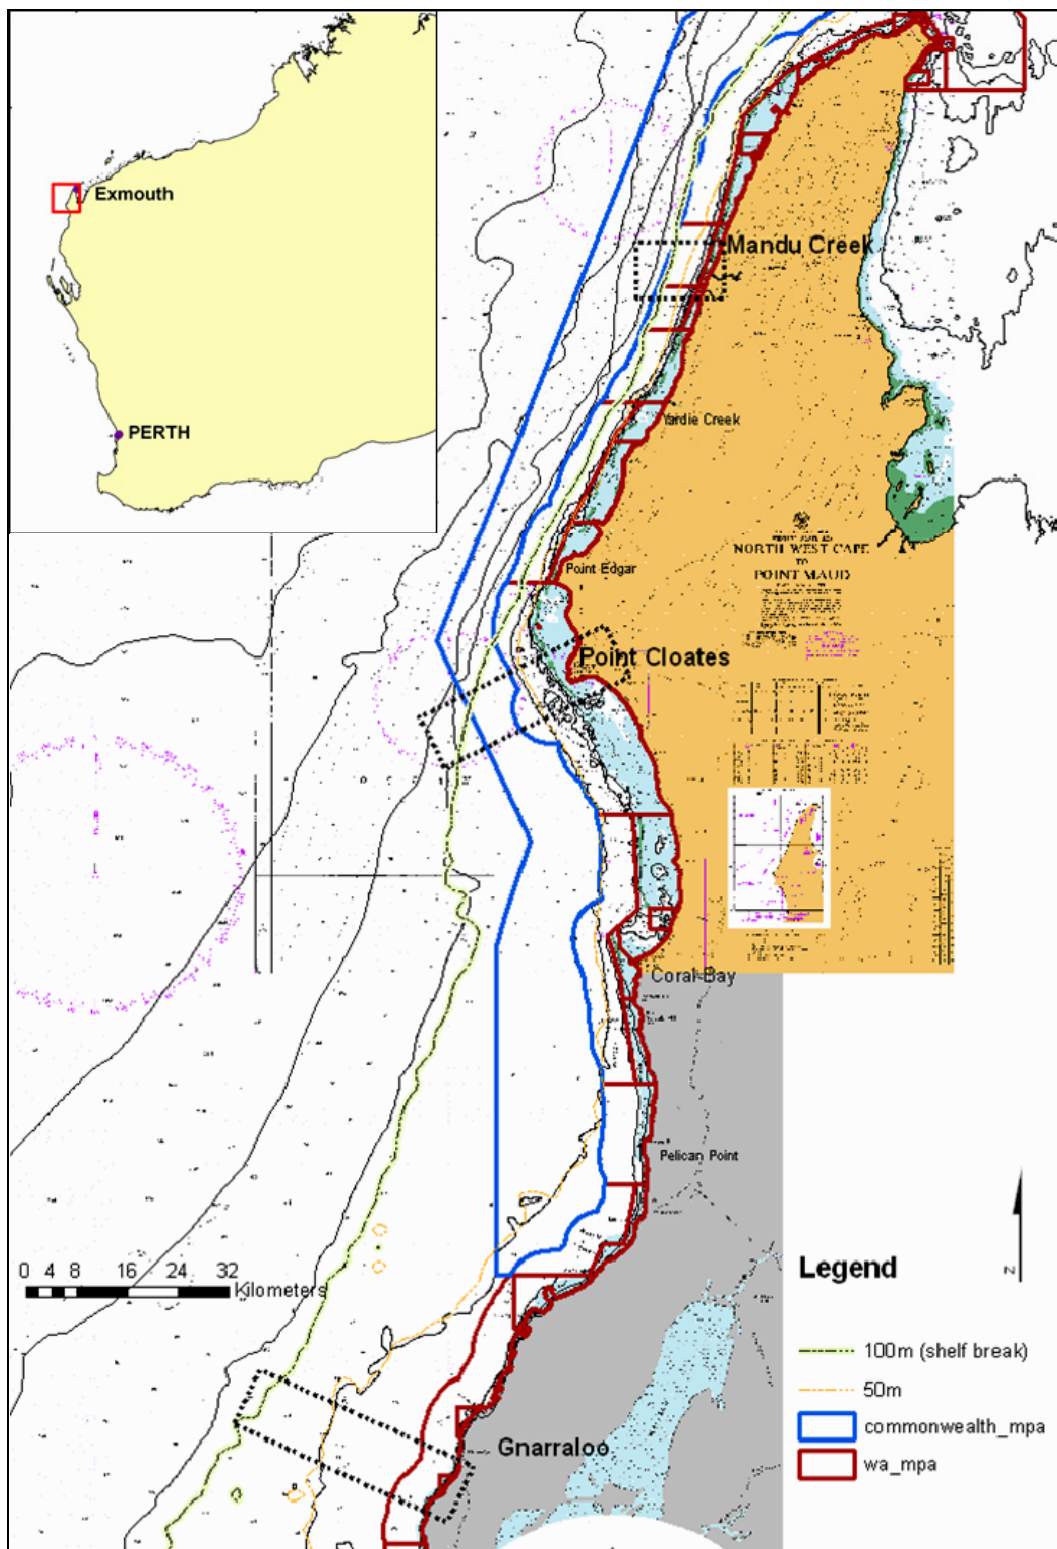 Exmouth
PERTH
Mandu Creek
Yardie Creek
NORTH WEST CAPE
TO
POINT MAUD
Point Edgar
Point Cloates
Coral Bay
Pelican Point
Gnarraloo
0 4 8 16 24 32
Kilometers
N
Legend
100m (shelf break)
50m
commonwealth_mpa
wa_mpa